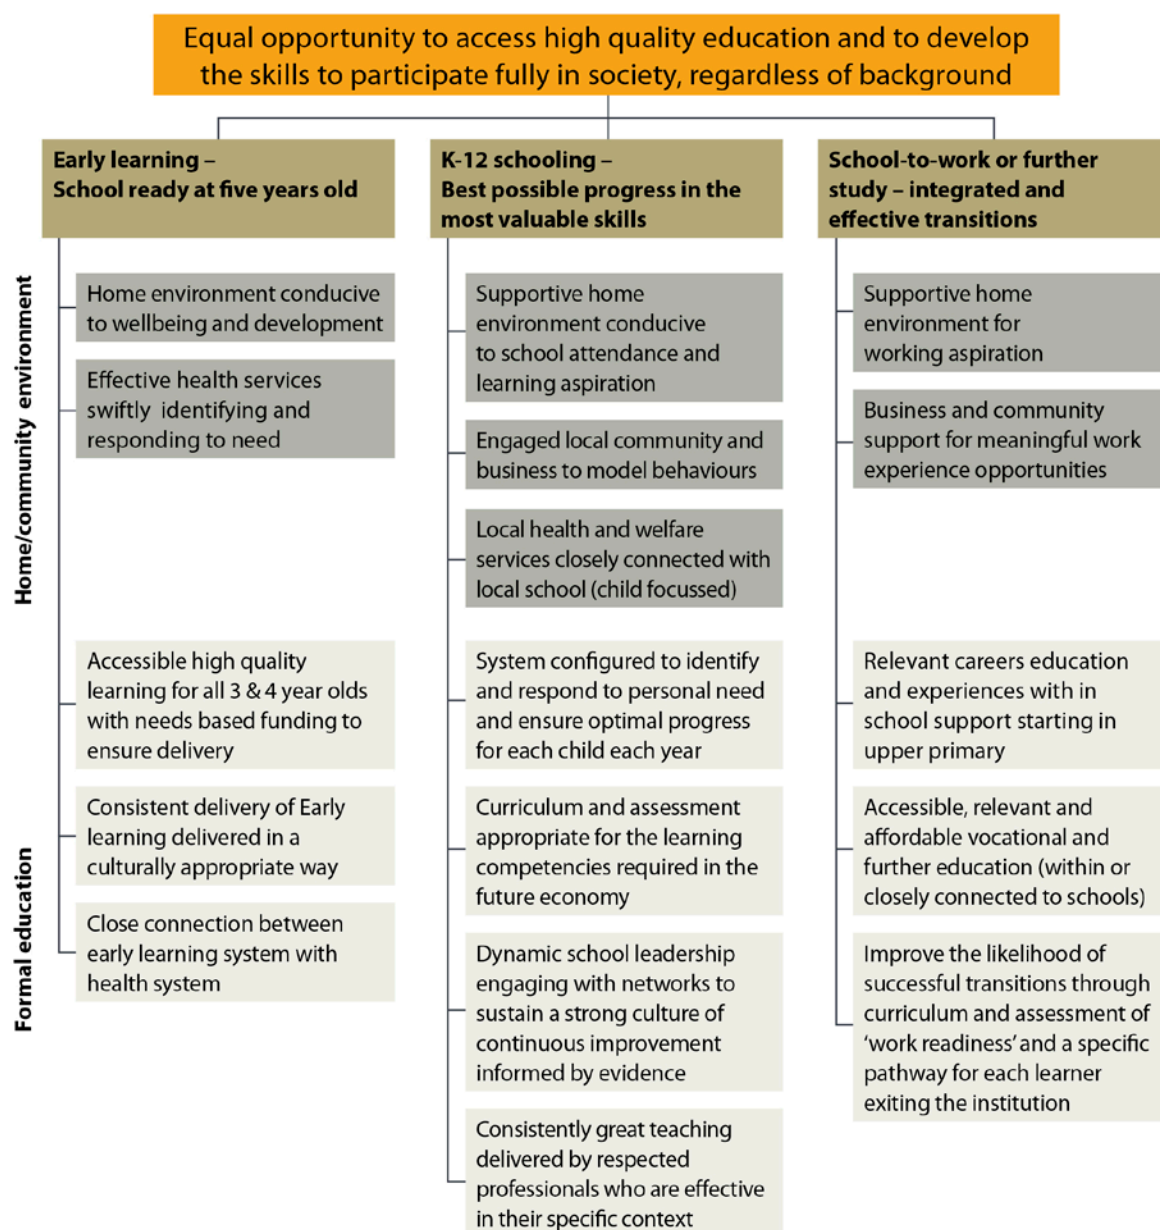 Equal opportunity to access high quality education and to develop
the skills to participate fully in society, regardless of background
Early learning –
School ready at five years old
K-12 schooling –
Best possible progress in the
most valuable skills
School-to-work or further
study – integrated and
effective transitions
Home/community environment
Home environment conducive
to wellbeing and development
Effective health services
swiftly identifying and
responding to need
Supportive home
environment conducive
to school attendance and
learning aspiration
Engaged local community and
business to model behaviours
Local health and welfare
services closely connected with
local school (child focussed)
Supportive home
environment for
working aspiration
Business and community
support for meaningful work
experience opportunities
Formal education
Accessible high quality
learning for all 3 & 4 year olds
with needs based funding to
ensure delivery
Consistent delivery of Early
learning delivered in a
culturally appropriate way
Close connection between
early learning system with
health system
System configured to identify
and respond to personal need
and ensure optimal progress
for each child each year
Curriculum and assessment
appropriate for the learning
competencies required in the
future economy
Dynamic school leadership
engaging with networks to
sustain a strong culture of
continuous improvement
informed by evidence
Consistently great teaching
delivered by respected
professionals who are effective
in their specific context
Relevant careers education
and experiences with in
school support starting in
upper primary
Accessible, relevant and
affordable vocational and
further education (within or
closely connected to schools)
Improve the likelihood of
successful transitions through
curriculum and assessment of
‘work readiness’ and a specific
pathway for each learner
exiting the institution